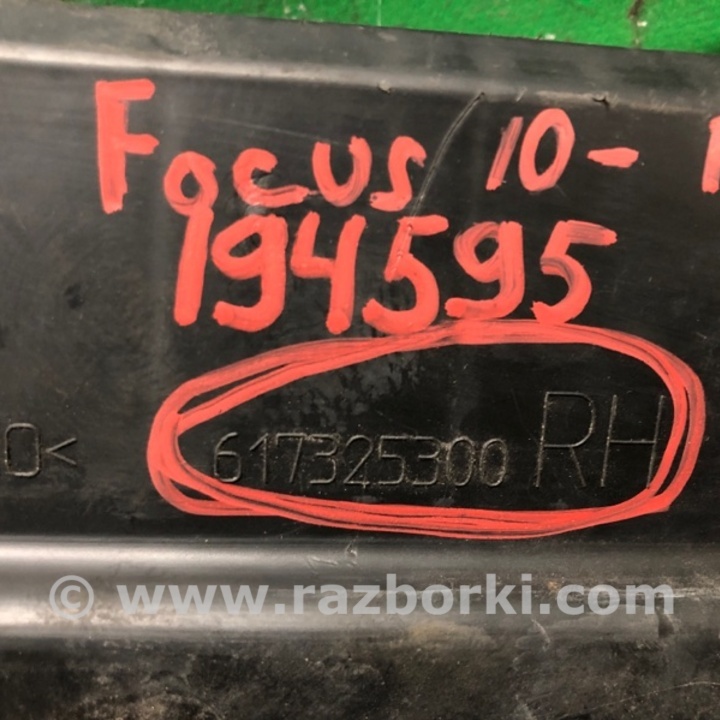 Focus 10-
194595
0< 617325300 RH
© www.razborki.com